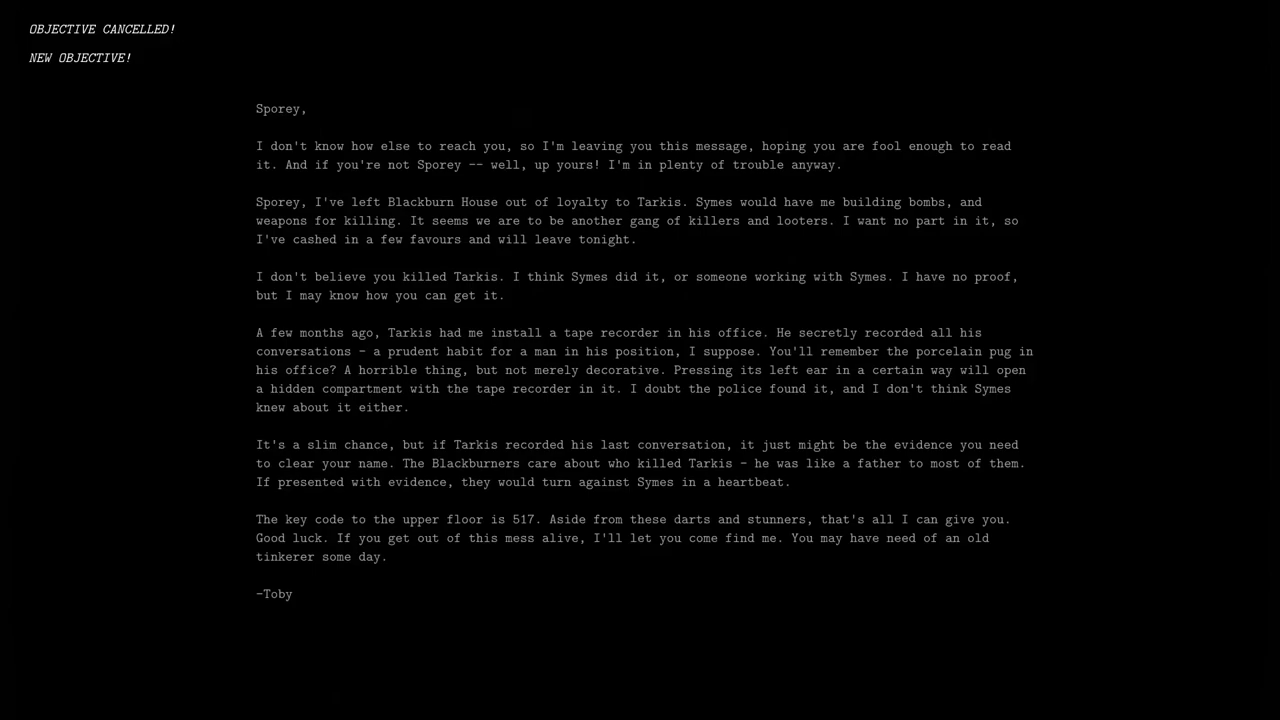 OBJECTIVE CANCELLED!
NEW OBJECTIVE!
Sporey,
I don't know how else to reach you, so I'm leaving you this message, hoping you are fool enough to read
it. And if you're not Sporey -- well, up yours! I'm in plenty of trouble anyway.
Sporey, I've left Blackburn House out of loyalty to Tarkis. Symes would have me building bombs, and
weapons for killing. It seems we are to be another gang of killers and looters. I want no part in it, so
I've cashed in a few favours and will leave tonight.
I don't believe you killed Tarkis. I think Symes did it, or someone working with Symes. I have no proof,
but I may know how you can get it.
A few months ago, Tarkis had me install a tape recorder in his office. He secretly recorded all his
conversations - a prudent habit for a man in his position, I suppose. You'll remember the porcelain pug in
his office? A horrible thing, but not merely decorative. Pressing its left ear in a certain way will open
a hidden compartment with the tape recorder in it. I doubt the police found it, and I don't think Symes
knew about it either.
It's a slim chance, but if Tarkis recorded his last conversation, it just might be the evidence you need
to clear your name. The Blackburners care about who killed Tarkis - he was like a father to most of them.
If presented with evidence, they would turn against Symes in a heartbeat.
The key code to the upper floor is 517. Aside from these darts and stunners, that's all I can give you.
Good luck. If you get out of this mess alive, I'll let you come find me. You may have need of an old
tinkerer some day.
-Toby